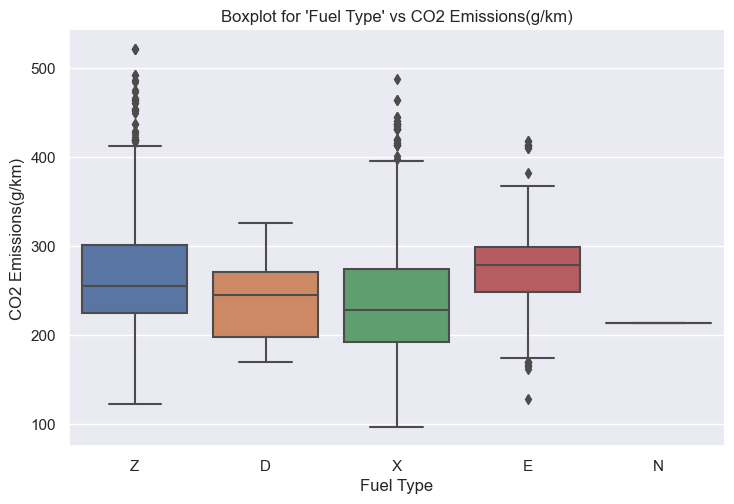 Boxplot for 'Fuel Type' vs CO2 Emissions(g/km)
CO2 Emissions(g/km)
500
400
300
200
100
Z D X E N
Fuel Type